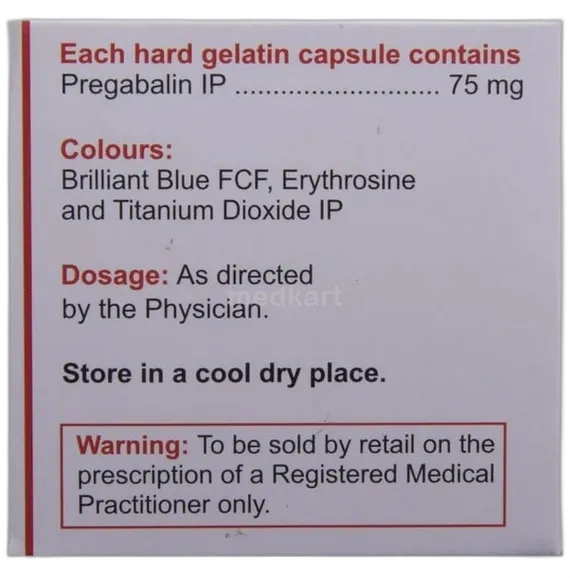 Each hard gelatin capsule contains
Pregabalin IP ........................... 75 mg
Colours:
Brilliant Blue FCF, Erythrosine
and Titanium Dioxide IP
Dosage: As directed
by the Physician.
medkart
Store in a cool dry place.
Warning: To be sold by retail on the
prescription of a Registered Medical
Practitioner only.